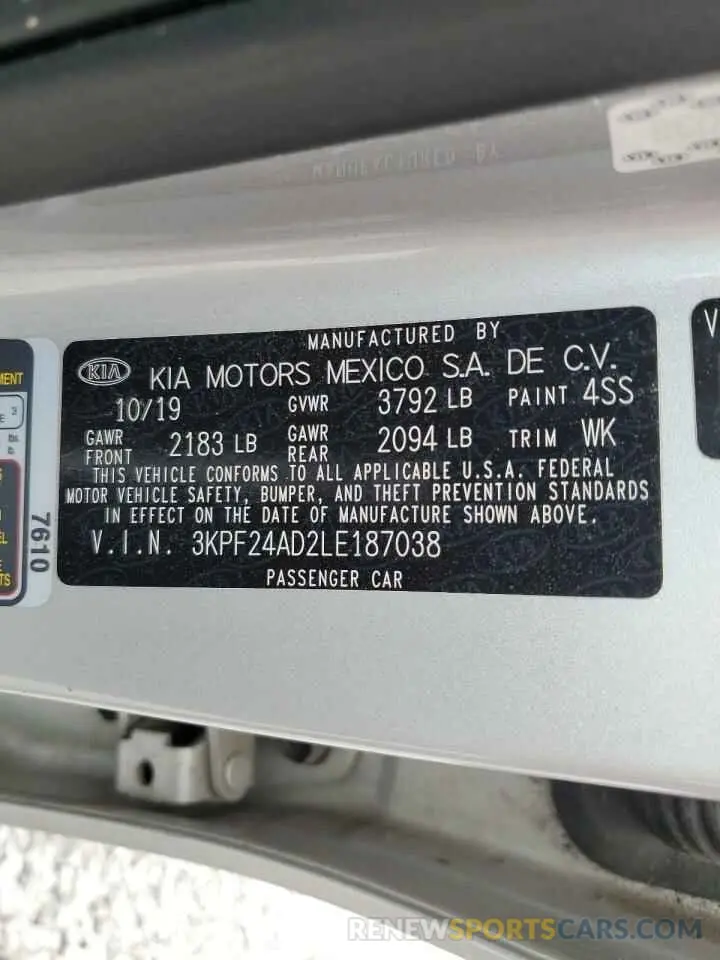 MANUFACTURED BY
KIA KIA MOTORS MEXICO S.A. DE C.V.
10/19 GVWR 3792 LB PAINT 4SS
GAWR FRONT 2183 LB GAWR REAR 2094 LB TRIM WK
THIS VEHICLE CONFORMS TO ALL APPLICABLE U.S.A. FEDERAL
MOTOR VEHICLE SAFETY, BUMPER, AND THEFT PREVENTION STANDARDS
IN EFFECT ON THE DATE OF MANUFACTURE SHOWN ABOVE.
V.I.N. 3KPF24AD2LE187038
PASSENGER CAR
7610
RENEWSPORTSCARS.COM